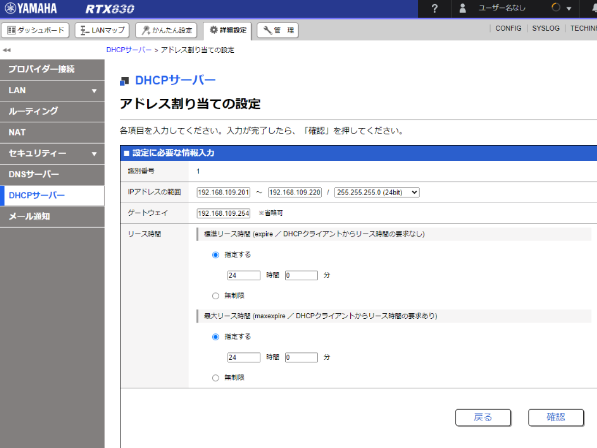 YAMAHA RTX830 ? ユーザー名なし
ダッシュボード LANマップ かんたん設定 詳細設定 管理 CONFIG SYSLOG TECHIN
DHCPサーバー > アドレス割り当ての設定
プロバイダー接続
LAN
ルーティング
NAT
セキュリティー
DNSサーバー
DHCPサーバー
メール通知
DHCPサーバー
アドレス割り当ての設定
各項目を入力してください。入力が完了したら、「確認」を押してください。
■ 設定に必要な情報入力
識別番号 1
IPアドレスの範囲 192.168.109.201 ～ 192.168.109.220 / 255.255.255.0 (24bit)
ゲートウェイ 192.168.109.254 ※省略可
リース時間 標準リース時間 (expire ／ DHCPクライアントからリース時間の要求なし)
指定する
24 時間 0 分
無制限
最大リース時間 (maxexpire ／ DHCPクライアントからリース時間の要求あり)
指定する
24 時間 0 分
無制限
戻る 確認